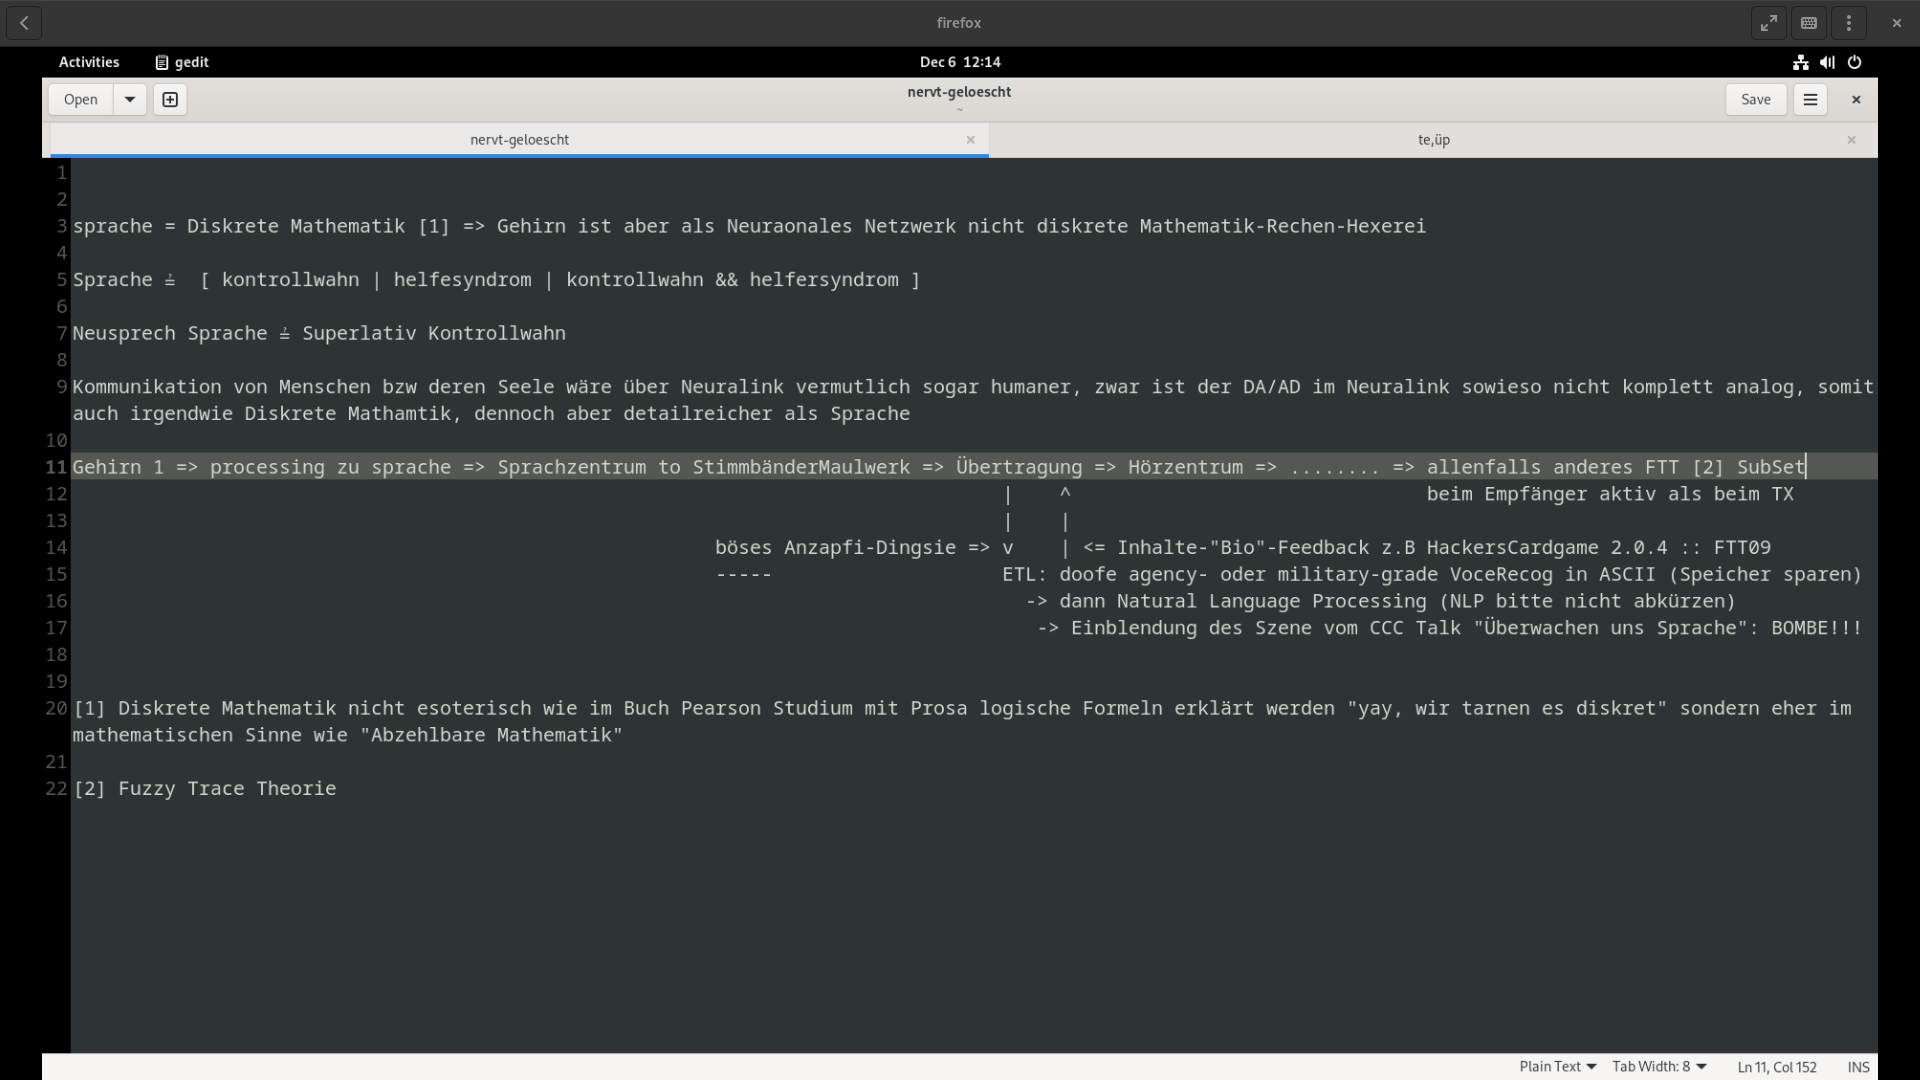 firefox
Activities gedit Dec 6 12:14
Open nervt-geloescht Save
~
nervt-geloescht te,üp
1
2
3 sprache = Diskrete Mathematik [1] => Gehirn ist aber als Neuraonales Netzwerk nicht diskrete Mathematik-Rechen-Hexerei
4
5 Sprache ≟ [ kontrollwahn | helfesyndrom | kontrollwahn && helfersyndrom ]
6
7 Neusprech Sprache ≟ Superlativ Kontrollwahn
8
9 Kommunikation von Menschen bzw deren Seele wäre über Neuralink vermutlich sogar humaner, zwar ist der DA/AD im Neuralink sowieso nicht komplett analog, somit
auch irgendwie Diskrete Mathamtik, dennoch aber detailreicher als Sprache
10
11 Gehirn 1 => processing zu sprache => Sprachzentrum to StimmbänderMaulwerk => Übertragung => Hörzentrum => ........ => allenfalls anderes FTT [2] SubSet
12 | ^ beim Empfänger aktiv als beim TX
13 | |
14 böses Anzapfi-Dingsie => v | <= Inhalte-"Bio"-Feedback z.B HackersCardgame 2.0.4 :: FTT09
15 ----- ETL: doofe agency- oder military-grade VoceRecog in ASCII (Speicher sparen)
16 -> dann Natural Language Processing (NLP bitte nicht abkürzen)
17 -> Einblendung des Szene vom CCC Talk "Überwachen uns Sprache": BOMBE!!!
18
19
20 [1] Diskrete Mathematik nicht esoterisch wie im Buch Pearson Studium mit Prosa logische Formeln erklärt werden "yay, wir tarnen es diskret" sondern eher im
mathematischen Sinne wie "Abzehlbare Mathematik"
21
22 [2] Fuzzy Trace Theorie
Plain Text Tab Width: 8 Ln 11, Col 152 INS